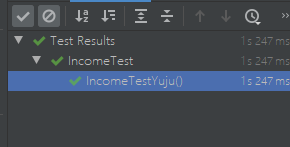 Test Results 1 s 247 ms
IncomeTest 1 s 247 ms
IncomeTestYuju() 1 s 247 ms